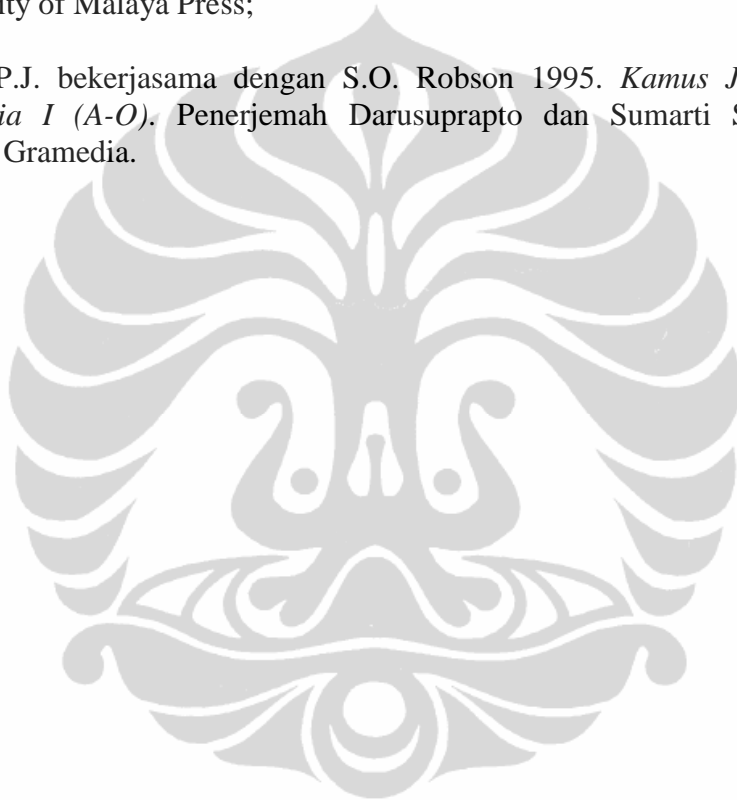 ity of Malaya Press;
P.J. bekerjasama dengan S.O. Robson 1995. Kamus J
ia I (A-O). Penerjemah Darusuprapto dan Sumarti S
Gramedia.